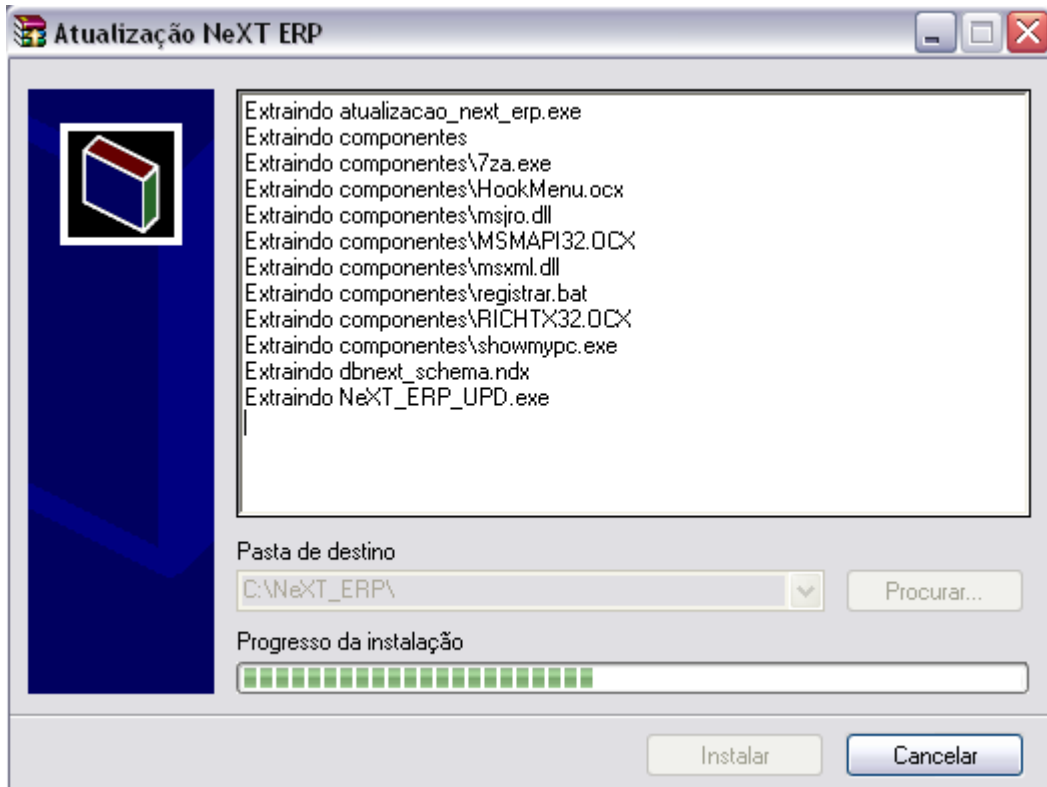 Atualização NeXT ERP
Extraindo atualizacao_next_erp.exe
Extraindo componentes
Extraindo componentes\7za.exe
Extraindo componentes\HookMenu.ocx
Extraindo componentes\msjro.dll
Extraindo componentes\MSMAPI32.OCX
Extraindo componentes\msxml.dll
Extraindo componentes\registrar.bat
Extraindo componentes\RICHTX32.OCX
Extraindo componentes\showmypc.exe
Extraindo dbnext_schema.ndx
Extraindo NeXT_ERP_UPD.exe
Pasta de destino
C:\NeXT_ERP\
Procurar...
Progresso da instalação
Instalar
Cancelar